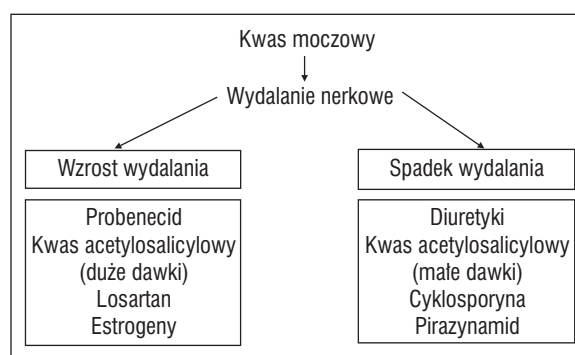 Kwas moczowy
Wydalanie nerkowe
Wzrost wydalania
Probenecid
Kwas acetylosalicylowy
(duże dawki)
Losartan
Estrogeny
Spadek wydalania
Diuretyki
Kwas acetylosalicylowy
(małe dawki)
Cyklosporyna
Pirazynamid